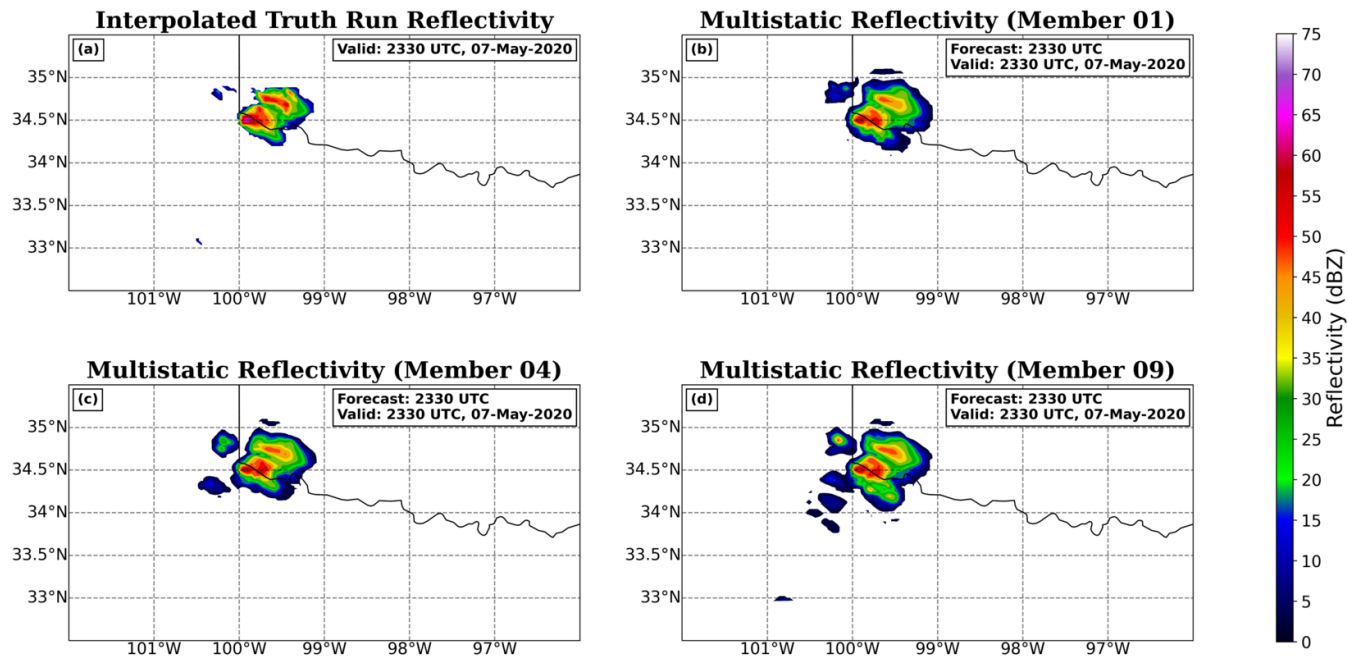 Interpolated Truth Run Reflectivity
(a)
Valid: 2330 UTC, 07-May-2020
35°N
34.5°N
34°N
33.5°N
33°N
101°W 100°W 99°W 98°W 97°W
Multistatic Reflectivity (Member 01)
(b)
Forecast: 2330 UTC
Valid: 2330 UTC, 07-May-2020
35°N
34.5°N
34°N
33.5°N
33°N
101°W 100°W 99°W 98°W 97°W
Multistatic Reflectivity (Member 04)
(c)
Forecast: 2330 UTC
Valid: 2330 UTC, 07-May-2020
35°N
34.5°N
34°N
33.5°N
33°N
101°W 100°W 99°W 98°W 97°W
Multistatic Reflectivity (Member 09)
(d)
Forecast: 2330 UTC
Valid: 2330 UTC, 07-May-2020
35°N
34.5°N
34°N
33.5°N
33°N
101°W 100°W 99°W 98°W 97°W
75
70
65
60
55
50
45
40
35
30
25
20
15
10
5
0
Reflectivity (dBZ)